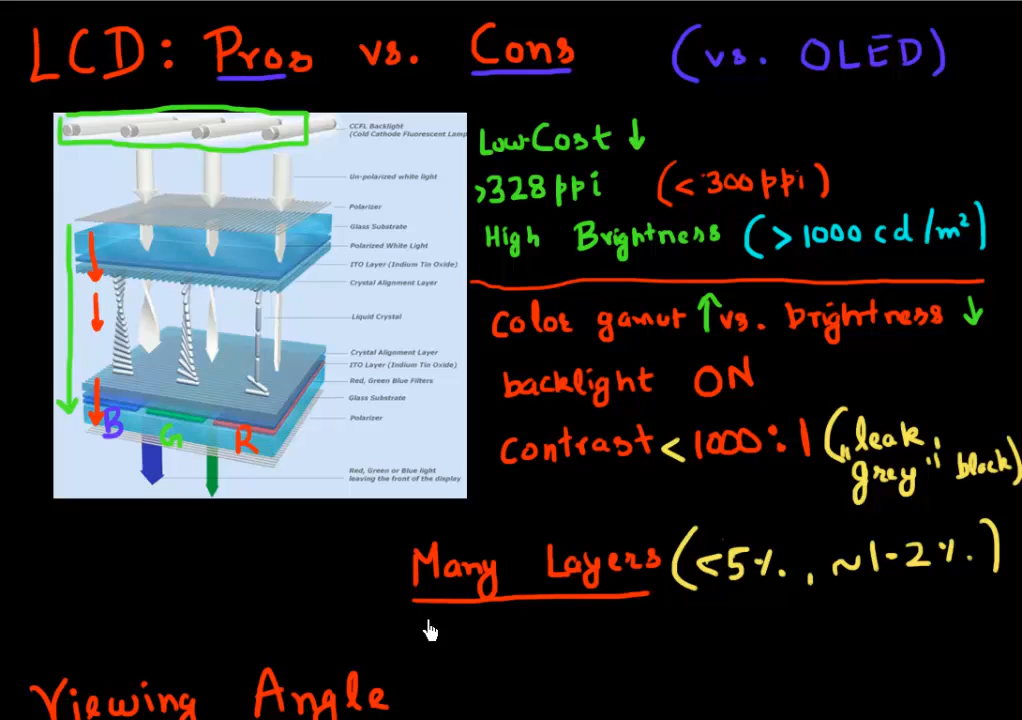 LCD: Pros vs. Cons (vs. OLED)
CCFL Backlight
(Cold Cathode Fluorescent Lamp
Un-polarized white light
Polarizer
Glass Substrate
Polarized White Light
ITO Layer (Indium Tin Oxide)
Crystal Alignment Layer
Liquid Crystal
Crystal Alignment Layer
ITO Layer (Indium Tin Oxide)
Red, Green Blue Filters
Glass Substrate
Polarizer
B G R
Red, Green or Blue light
leaving the front of the display
Low Cost ↓
>328 ppi (<300ppi)
High Brightness (>1000 cd/m²)
Color gamut ↑ vs. brightness ↓
backlight ON
contrast < 1000:1 ("leak,
grey" black)
Many Layers (<5%, ~1-2%)
Viewing Angle